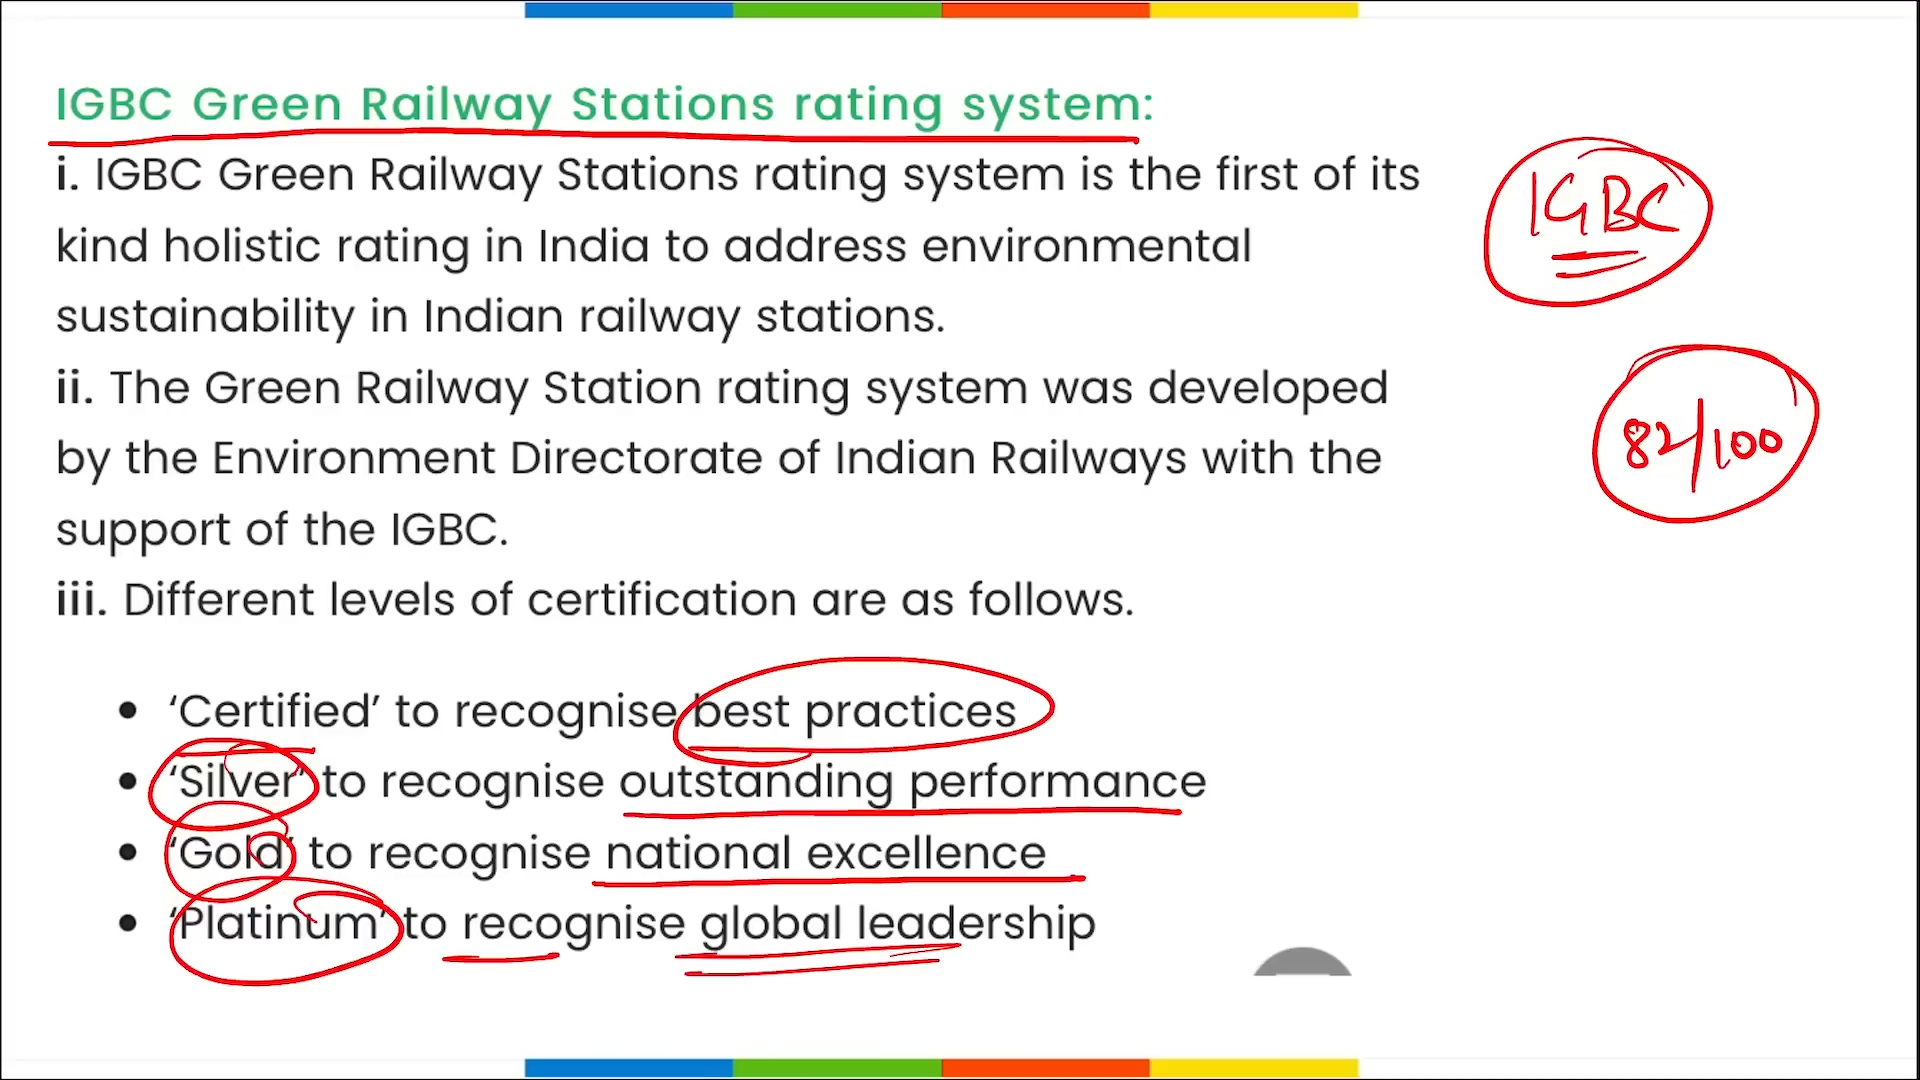 IGBC Green Railway Stations rating system:
i. IGBC Green Railway Stations rating system is the first of its
kind holistic rating in India to address environmental
sustainability in Indian railway stations.
ii. The Green Railway Station rating system was developed
by the Environment Directorate of Indian Railways with the
support of the IGBC.
iii. Different levels of certification are as follows.
• ‘Certified’ to recognise best practices
• ‘Silver’ to recognise outstanding performance
• ‘Gold’ to recognise national excellence
• ‘Platinum’ to recognise global leadership
IGBC
82/100